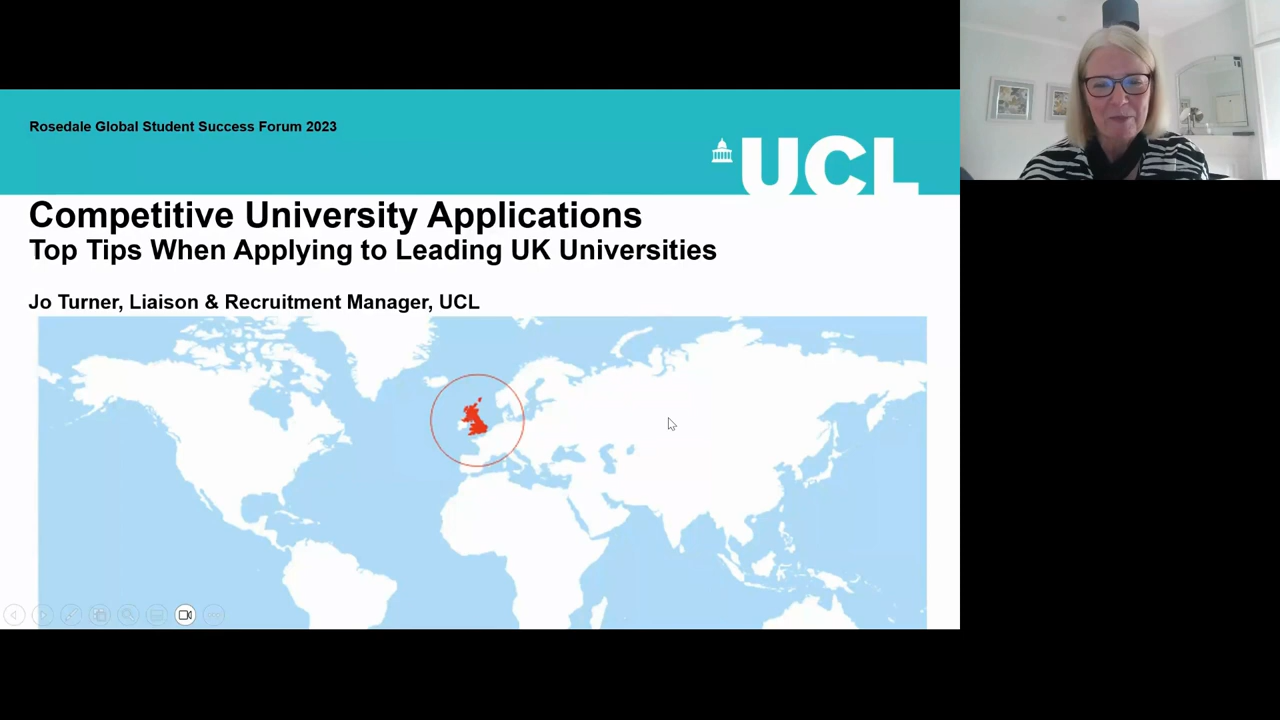 Rosedale Global Student Success Forum 2023
UCL
Competitive University Applications
Top Tips When Applying to Leading UK Universities
Jo Turner, Liaison & Recruitment Manager, UCL